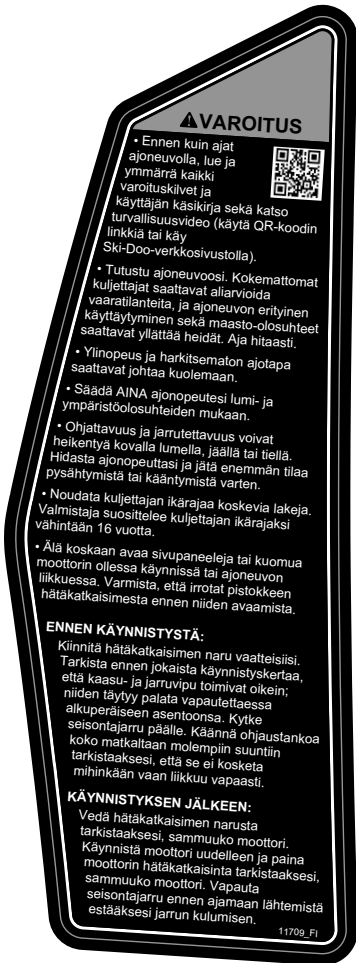 ⚠VAROITUS
• Ennen kuin ajat
ajoneuvolla, lue ja
ymmärrä kaikki
varoituskilvet ja
käyttäjän käsikirja sekä katso
turvallisuusvideo (käytä QR-koodin
linkkiä tai käy
Ski-Doo-verkkosivustolla).
• Tutustu ajoneuvoosi. Kokemattomat
kuljettajat saattavat aliarvioida
vaaratilanteita, ja ajoneuvon erityinen
käyttäytyminen sekä maasto-olosuhteet
saattavat yllättää heidät. Aja hitaasti.
• Ylinopeus ja harkitsematon ajotapa
saattavat johtaa kuolemaan.
• Säädä AINA ajonopeutesi lumi- ja
ympäristöolosuhteiden mukaan.
• Ohjattavuus ja jarrutettavuus voivat
heikentyä kovalla lumella, jäällä tai tiellä.
Hidasta ajonopeuttasi ja jätä enemmän tilaa
pysähtymistä tai kääntymistä varten.
• Noudata kuljettajan ikärajaa koskevia lakeja.
Valmistaja suosittelee kuljettajan ikärajaksi
vähintään 16 vuotta.
• Älä koskaan avaa sivupaneeleja tai kuomua
moottorin ollessa käynnissä tai ajoneuvon
liikkuessa. Varmista, että irrotat pistokkeen
hätäkatkaisimesta ennen niiden avaamista.
ENNEN KÄYNNISTYSTÄ:
Kiinnitä hätäkatkaisimen naru vaatteisiisi.
Tarkista ennen jokaista käynnistyskertaa,
että kaasu- ja jarruvipu toimivat oikein;
niiden täytyy palata vapautettaessa
alkuperäiseen asentoonsa. Kytke
seisontajarru päälle. Käännä ohjaustankoa
koko matkaltaan molempiin suuntiin
tarkistaaksesi, että se ei kosketa
mihinkään vaan liikkuu vapaasti.
KÄYNNISTYKSEN JÄLKEEN:
Vedä hätäkatkaisimen narusta
tarkistaaksesi, sammuuko moottori.
Käynnistä moottori uudelleen ja paina
moottorin hätäkatkaisinta tarkistaaksesi,
sammuuko moottori. Vapauta
seisontajarru ennen ajamaan lähtemistä
estääksesi jarrun kulumisen.
11709_FI